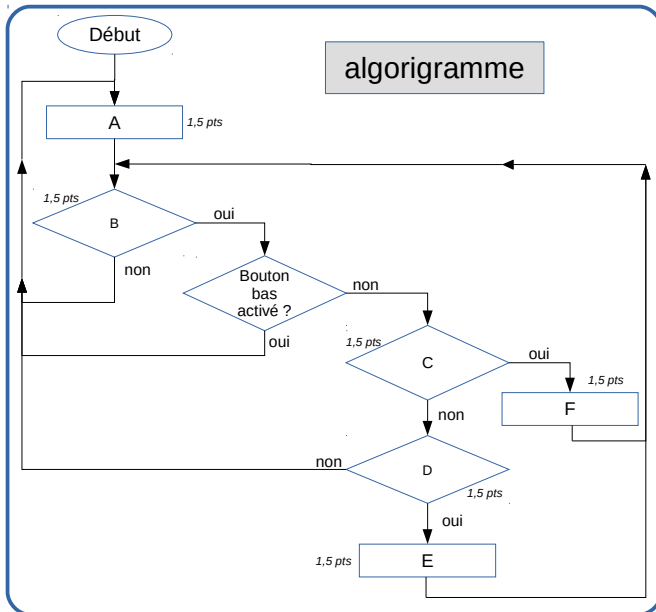 Début
algorigramme
A
1,5 pts
1,5 pts
B
oui
non
Bouton
bas
activé ?
non
oui
1,5 pts
C
oui
1,5 pts
F
non
non
D
1,5 pts
oui
1,5 pts
E